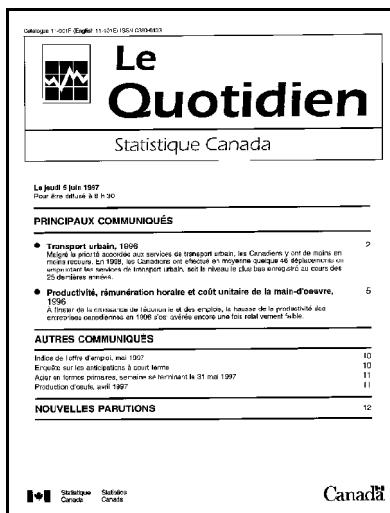 Catalogue 11-001F (English 11-001E) ISSN
Le
Quotidien
Statistique Canada
Le jeudi 5 juin 1997
Pour être diffusé à 8 h 30
PRINCIPAUX COMMUNIQUÉS
● Transport urbain, 1996 2
Malgré la priorité accordée aux services de transport urbain, les Canadiens y ont de moins en
moins recours. En 1996, les Canadiens ont effectué en moyenne quelque 46 déplacements en
empruntant les services de transport urbain, soit le niveau le plus bas enregistré au cours des
25 dernières années.
● Productivité, rémunération horaire et coût unitaire de la main-d'oeuvre, 5
1996
À l'instar de la croissance de l'économie et des emplois, la hausse de la productivité des
entreprises canadiennes en 1996 s'est avérée encore une fois relativement faible.
AUTRES COMMUNIQUÉS
Indice de l'offre d'emploi, mai 1997 10
Enquête sur les anticipations à court terme 10
Acier en formes primaires, semaine se terminant le 31 mai 1997 11
Production d'oeufs, avril 1997 11
NOUVELLES PARUTIONS 12
Statistique Statistics
Canada Canada
Canada